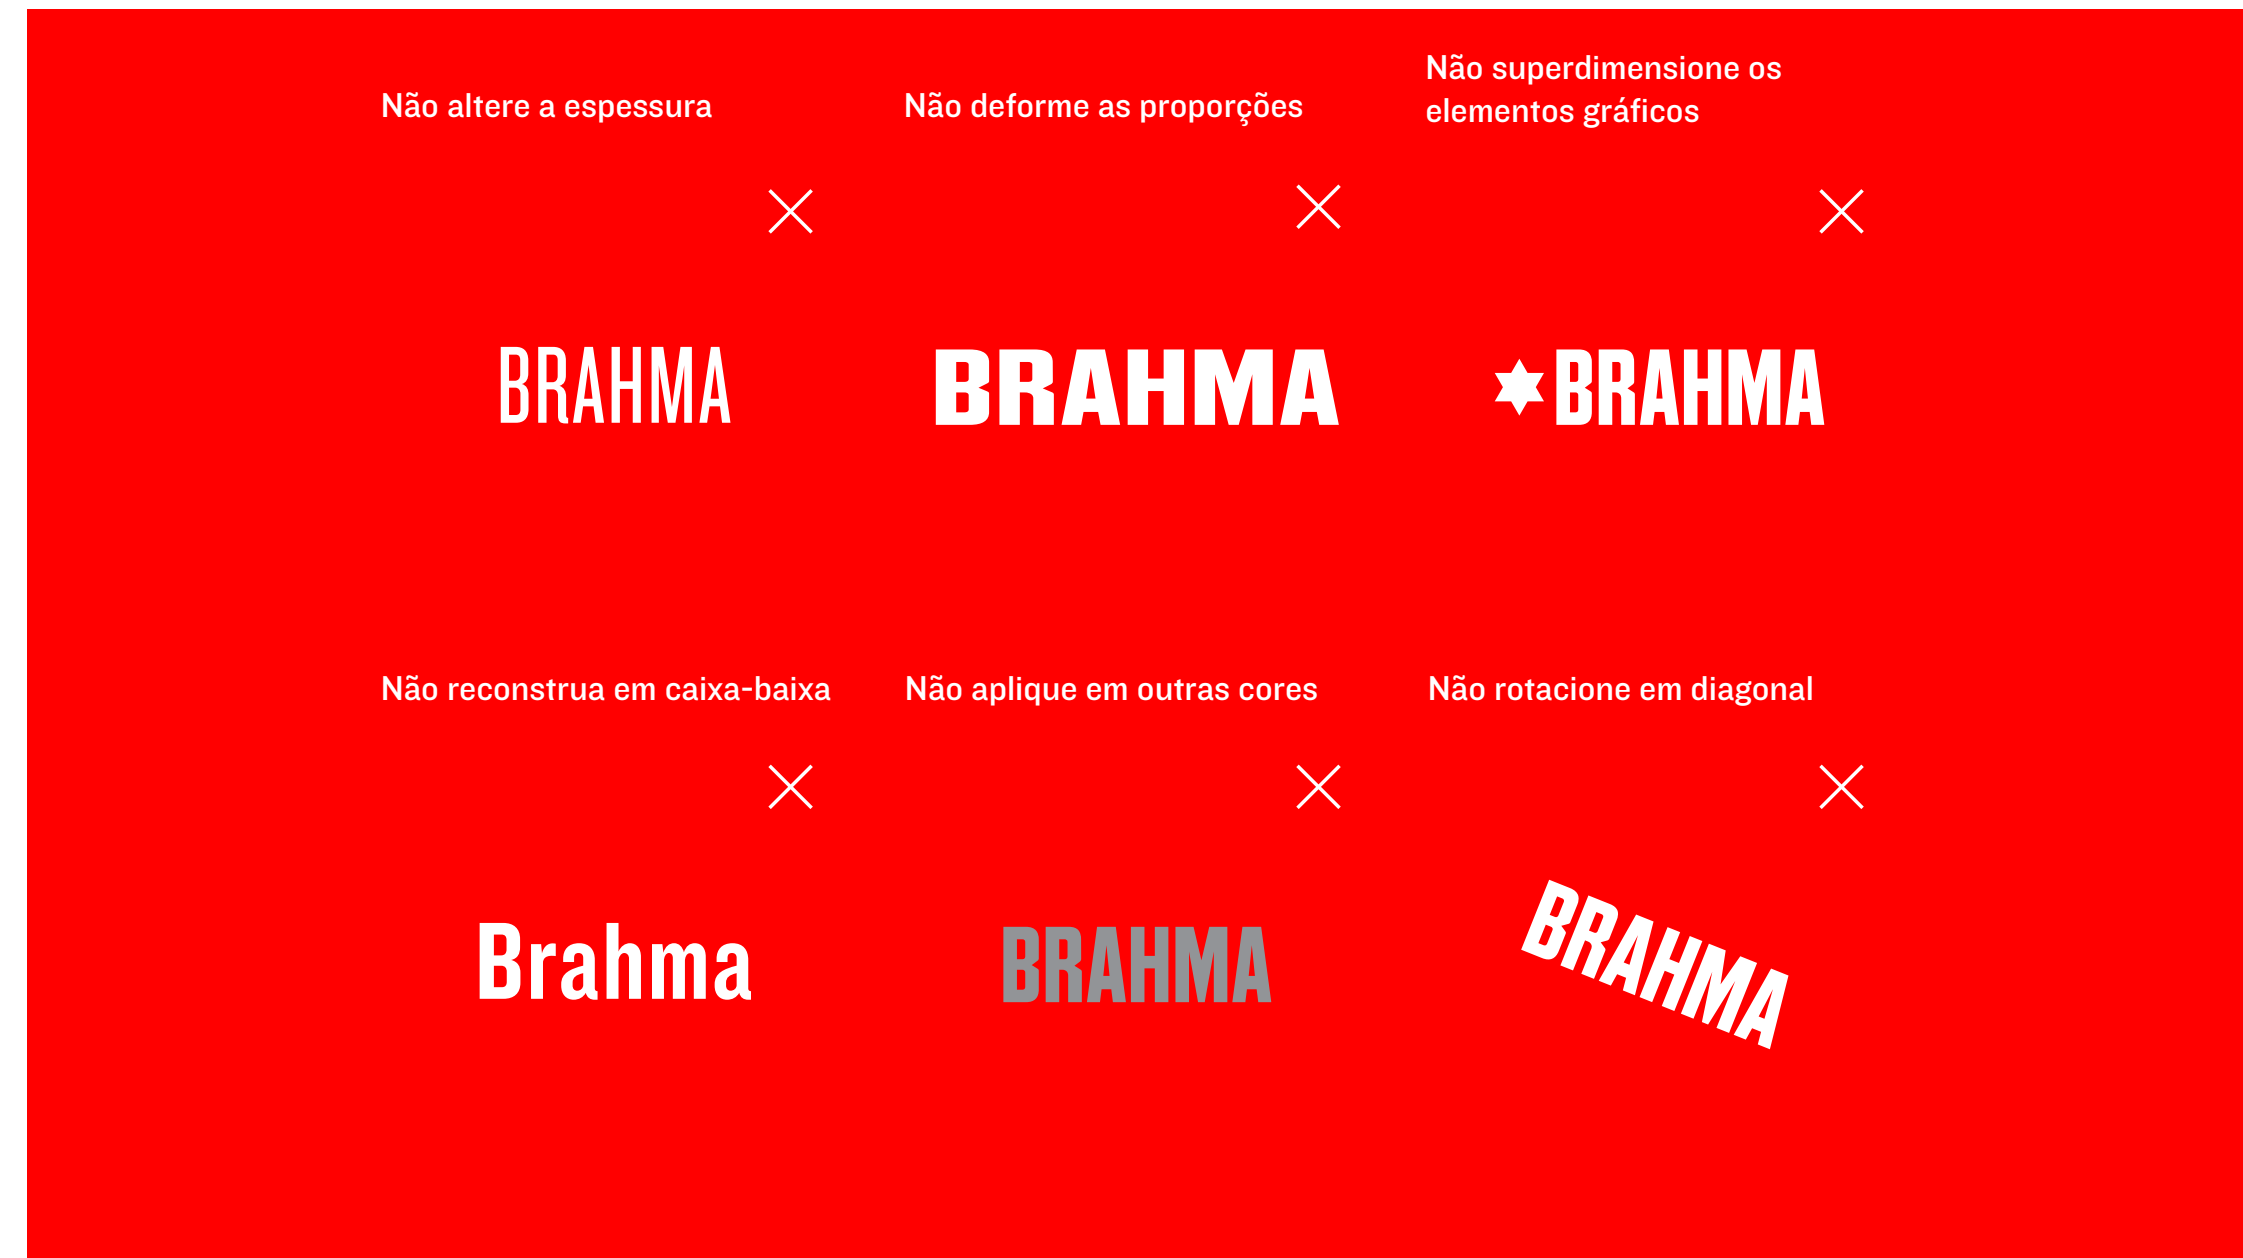 Não altere a espessura
Não deforme as proporções
Não superdimensione os
elementos gráficos
BRAHMA
BRAHMA
BRAHMA
Não reconstrua em caixa-baixa
Não aplique em outras cores
Não rotacione em diagonal
Brahma
BRAHMA
BRAHMA